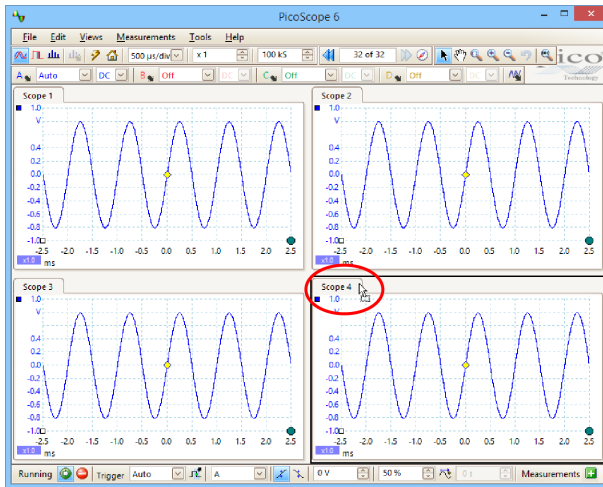 PicoScope 6
File Edit Views Measurements Tools Help
500 µs/div x 1 100 kS 32 of 32
ico
Technology
A Auto DC B Off DC C Off DC D Off DC
Scope 1
1.0
V
0.4
0.2
0.0
-0.2
-0.4
-0.6
-0.8
-1.0
-2.5 -2.0 -1.5 -1.0 -0.5 0.0 0.5 1.0 1.5 2.0 2.5
x1.0 ms
Scope 2
1.0
V
0.4
0.2
0.0
-0.2
-0.4
-0.6
-0.8
-1.0
-2.5 -2.0 -1.5 -1.0 -0.5 0.0 0.5 1.0 1.5 2.0 2.5
x1.0 ms
Scope 3
1.0
V
0.4
0.2
0.0
-0.2
-0.4
-0.6
-0.8
-1.0
-2.5 -2.0 -1.5 -1.0 -0.5 0.0 0.5 1.0 1.5 2.0 2.5
x1.0 ms
Scope 4
1.0
V
0.4
0.2
0.0
-0.2
-0.4
-0.6
-0.8
-1.0
-2.5 -2.0 -1.5 -1.0 -0.5 0.0 0.5 1.0 1.5 2.0 2.5
x1.0 ms
Running Trigger Auto A 0 V 50 % 0 s Measurements